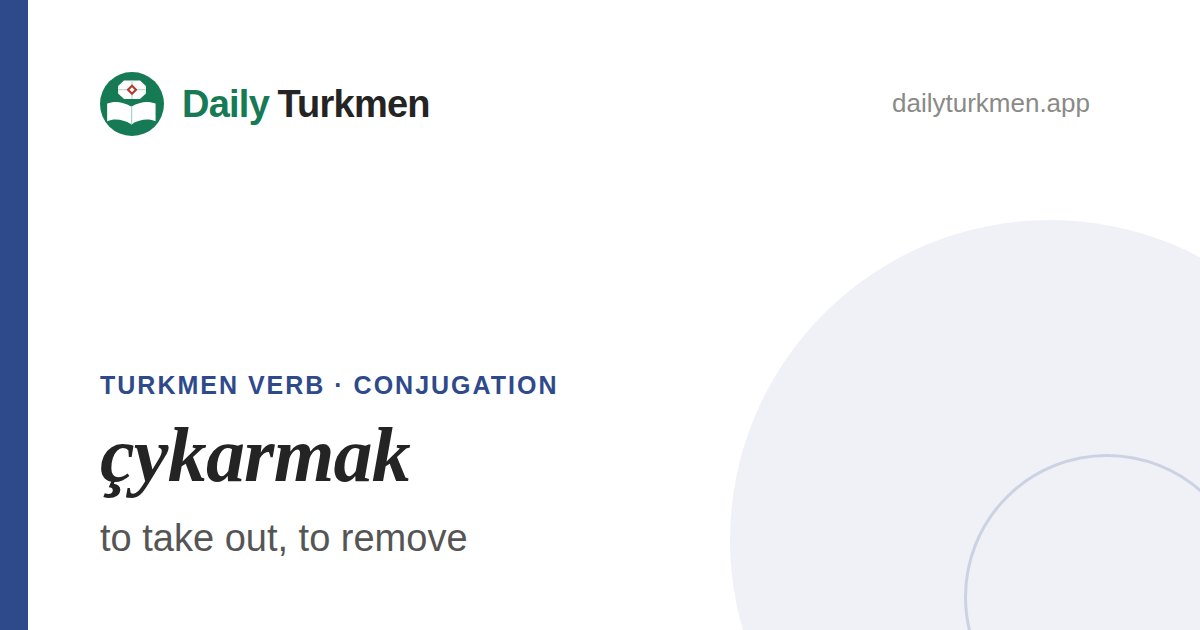 Daily Turkmen
dailyturkmen.app
TURKMEN VERB · CONJUGATION
çykarmak
to take out, to remove